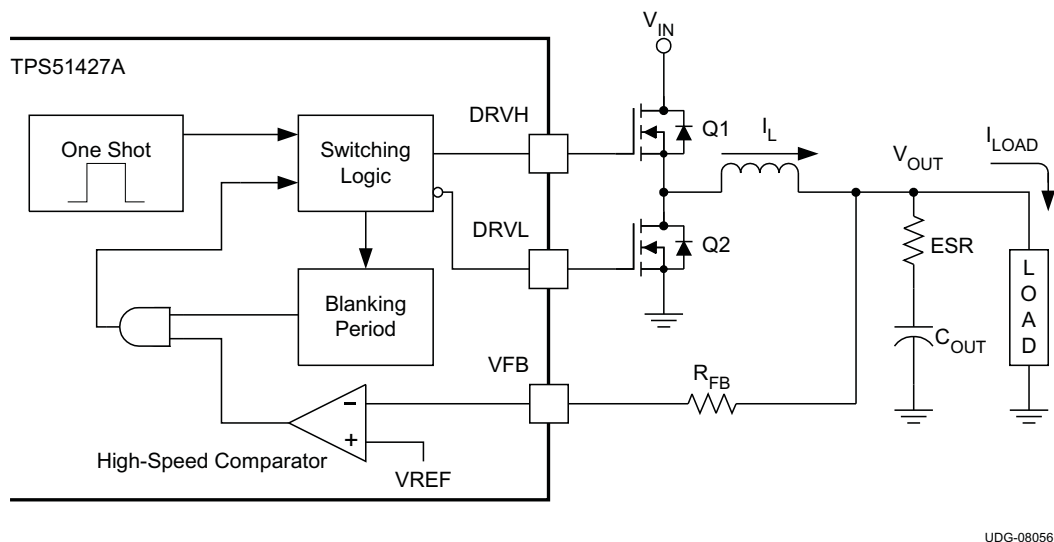 V_IN
TPS51427A
One Shot
Switching
Logic
DRVH
Q1
I_L
I_LOAD
V_OUT
DRVL
Q2
ESR
LOAD
Blanking
Period
C_OUT
VFB
R_FB
–
+
High-Speed Comparator
VREF
UDG-08056